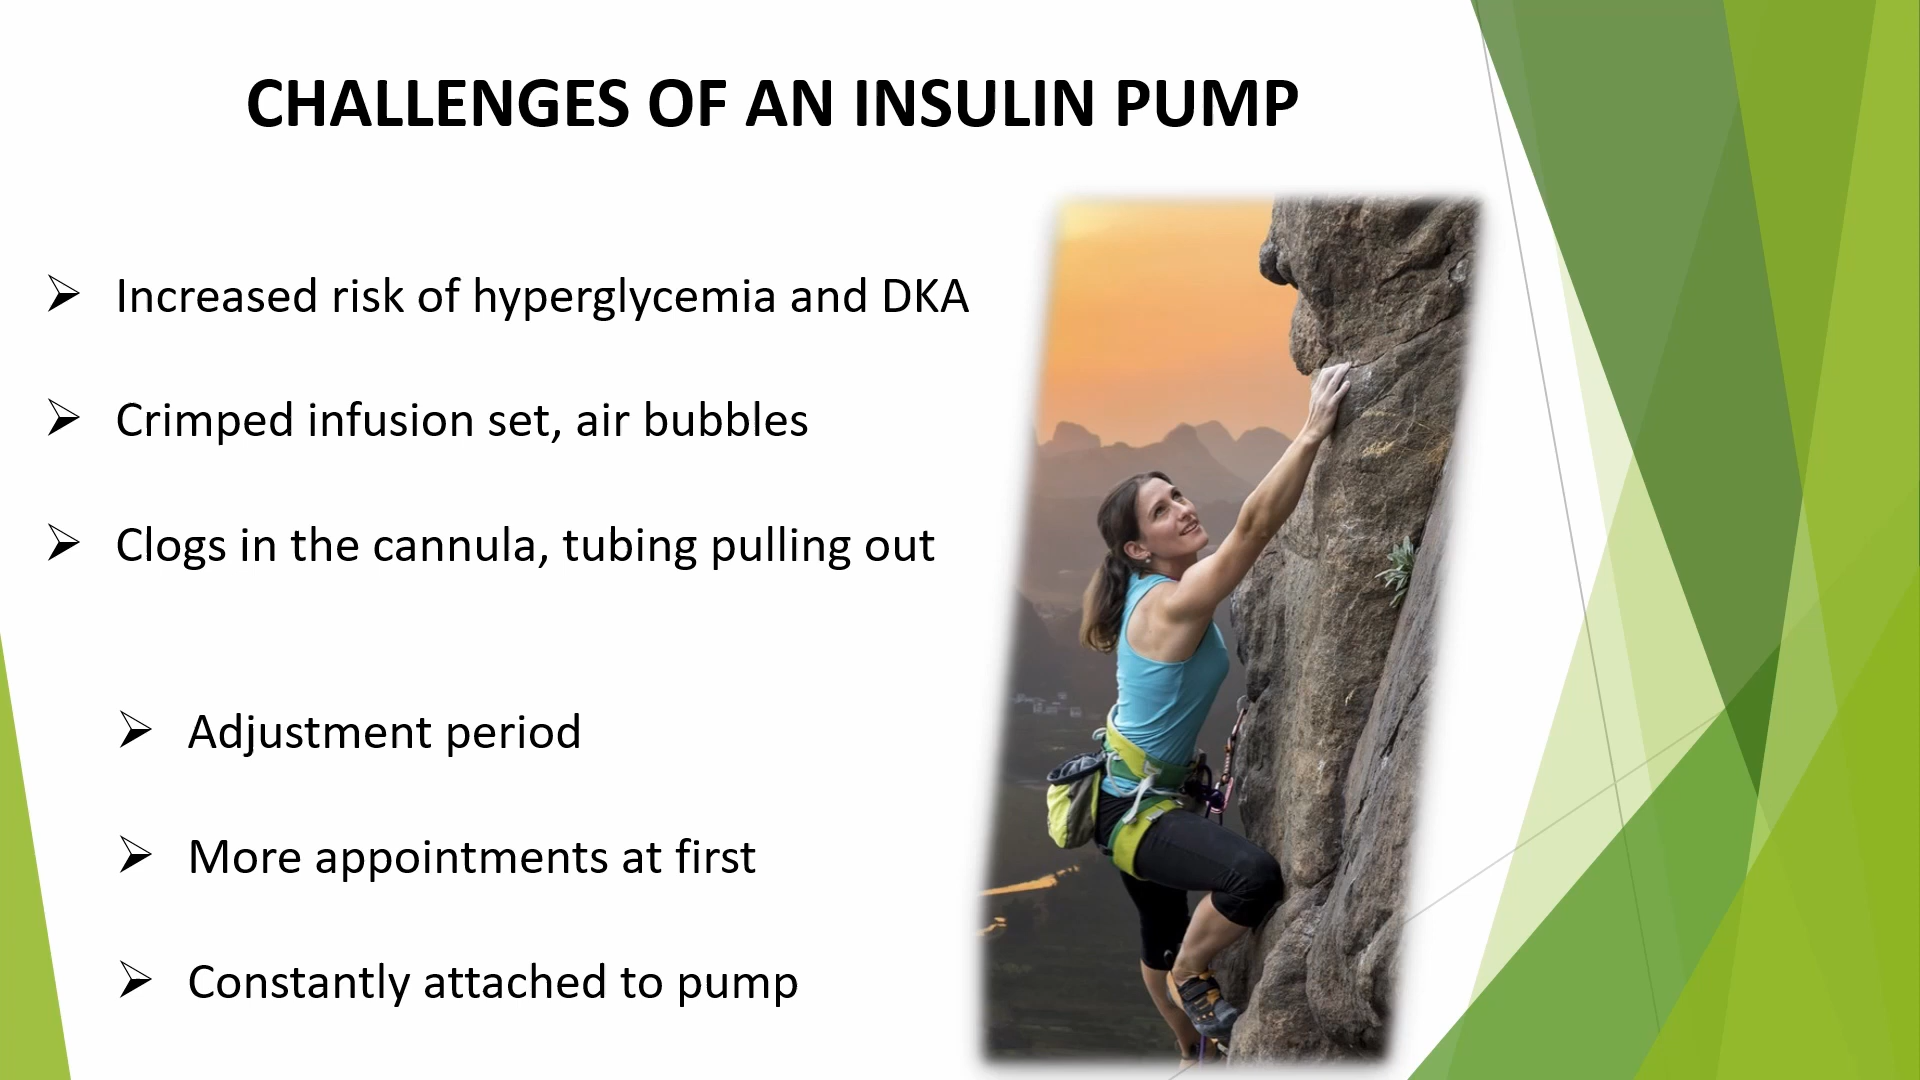 CHALLENGES OF AN INSULIN PUMP
Increased risk of hyperglycemia and DKA
Crimped infusion set, air bubbles
Clogs in the cannula, tubing pulling out
Adjustment period
More appointments at first
Constantly attached to pump